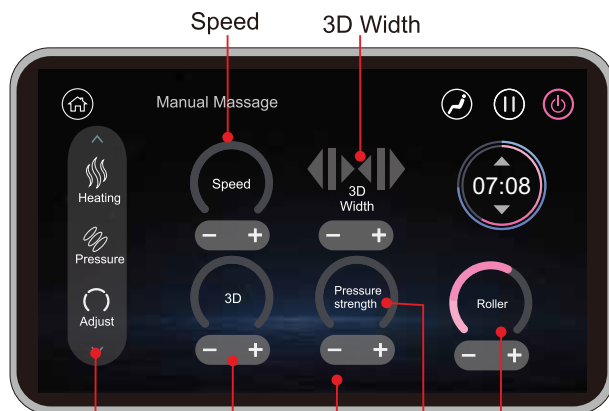 Speed
3D Width
Manual Massage
Heating
Pressure
Adjust
Speed
3D
Width
07:08
− +
− +
3D
Pressure
strength
Roller
− +
− +
− +